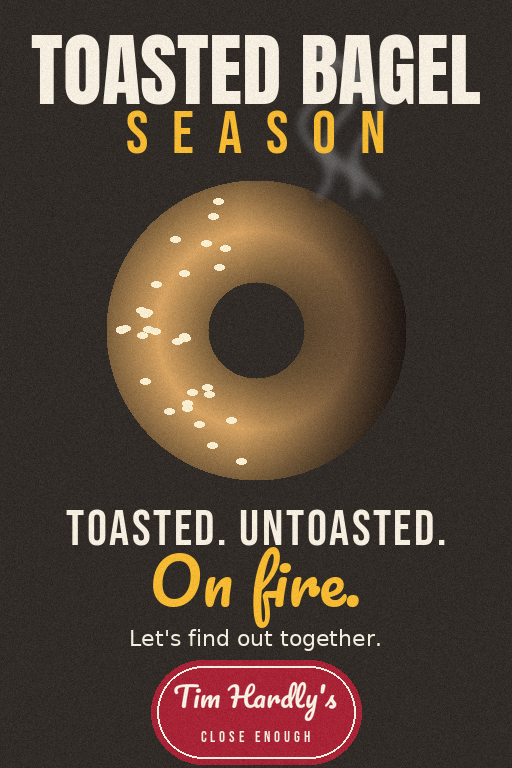 TOASTED BAGEL
SEASON
TOASTED. UNTOASTED.
On fire.
Let's find out together.
Tim Hardly's
CLOSE ENOUGH